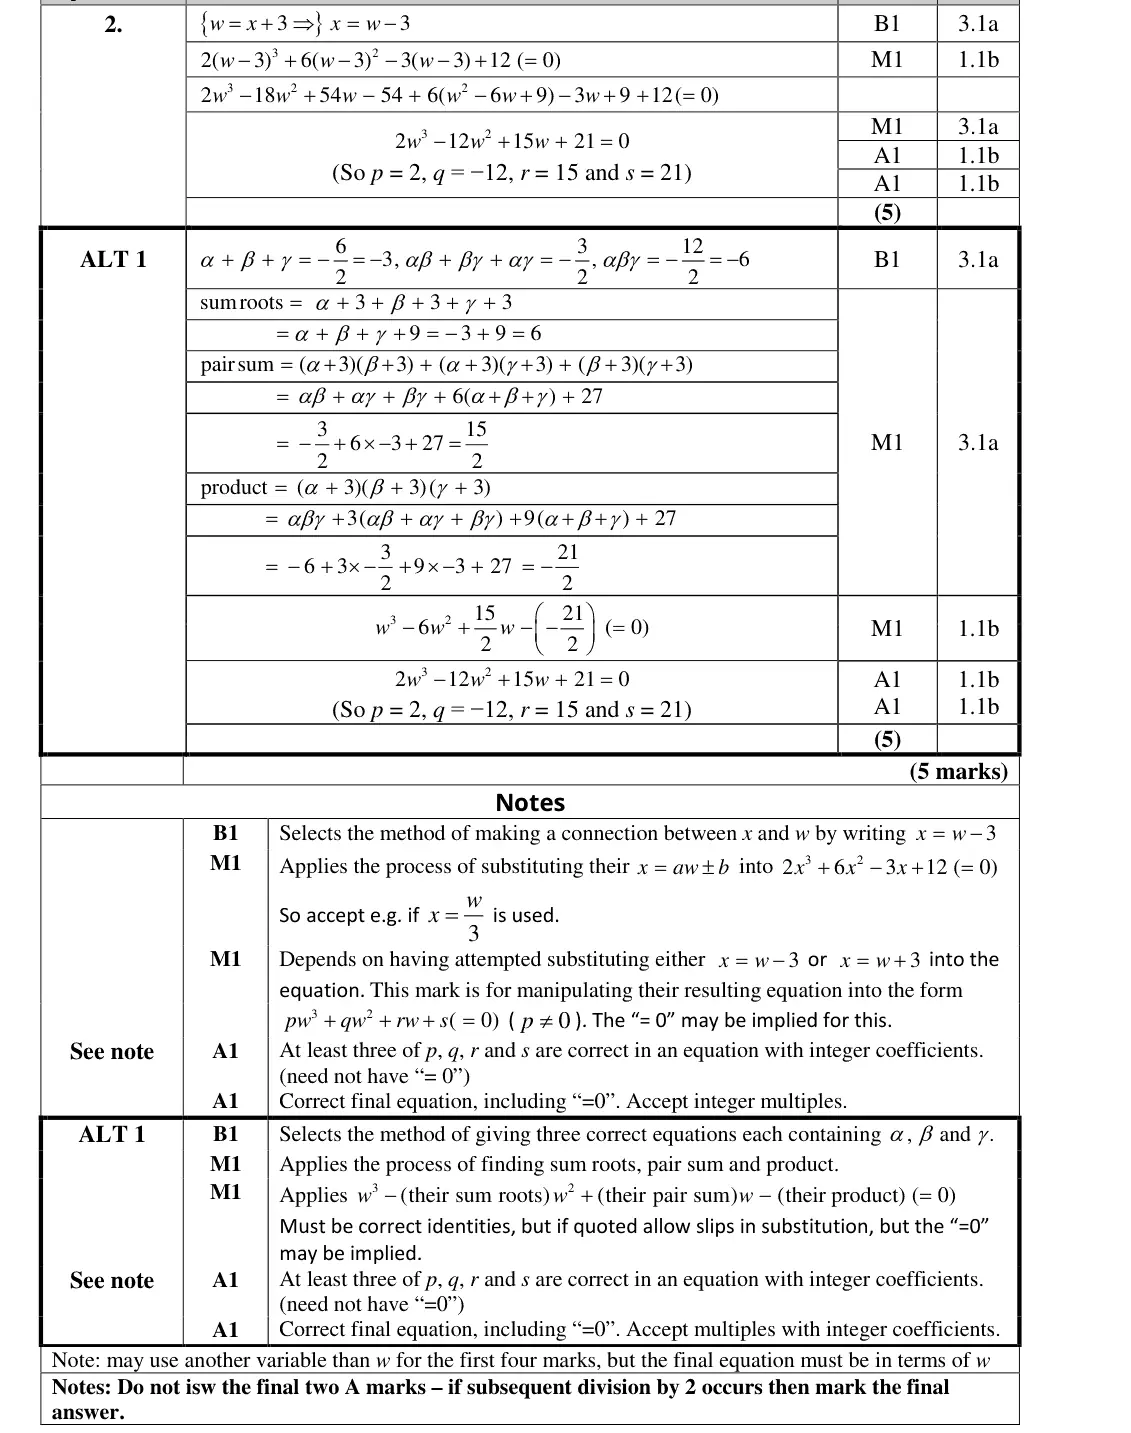 2. {w = x + 3 ⇒} x = w − 3 B1 3.1a
2(w − 3)³ + 6(w − 3)² − 3(w − 3) + 12 (= 0) M1 1.1b
2w³ − 18w² + 54w − 54 + 6(w² − 6w + 9) − 3w + 9 + 12 (= 0)
2w³ − 12w² + 15w + 21 = 0 M1 3.1a
(So p = 2, q = −12, r = 15 and s = 21) A1 1.1b
A1 1.1b
(5)
ALT 1 α + β + γ = −6/2 = −3, αβ + βγ + αγ = −3/2, αβγ = −12/2 = −6 B1 3.1a
sum roots = α + 3 + β + 3 + γ + 3
= α + β + γ + 9 = − 3 + 9 = 6
pair sum = (α + 3)(β + 3) + (α + 3)(γ + 3) + (β + 3)(γ + 3)
= αβ + αγ + βγ + 6(α + β + γ) + 27
= −3/2 + 6 × −3 + 27 = 15/2 M1 3.1a
product = (α + 3)(β + 3)(γ + 3)
= αβγ + 3(αβ + αγ + βγ) + 9(α + β + γ) + 27
= − 6 + 3× −3/2 + 9 × −3 + 27 = −21/2
w³ − 6w² + 15/2 w − (−21/2) (= 0) M1 1.1b
2w³ − 12w² + 15w + 21 = 0 A1 1.1b
(So p = 2, q = −12, r = 15 and s = 21) A1 1.1b
(5)
(5 marks)
Notes
B1 Selects the method of making a connection between x and w by writing x = w − 3
M1 Applies the process of substituting their x = aw ± b into 2x³ + 6x² − 3x + 12 (= 0)
So accept e.g. if x = w/3 is used.
M1 Depends on having attempted substituting either x = w − 3 or x = w + 3 into the
equation. This mark is for manipulating their resulting equation into the form
pw³ + qw² + rw + s( = 0) ( p ≠ 0 ). The “= 0” may be implied for this.
See note A1 At least three of p, q, r and s are correct in an equation with integer coefficients.
(need not have “= 0”)
A1 Correct final equation, including “=0”. Accept integer multiples.
ALT 1 B1 Selects the method of giving three correct equations each containing α, β and γ.
M1 Applies the process of finding sum roots, pair sum and product.
M1 Applies w³ − (their sum roots) w² + (their pair sum)w − (their product) (= 0)
Must be correct identities, but if quoted allow slips in substitution, but the “=0”
may be implied.
See note A1 At least three of p, q, r and s are correct in an equation with integer coefficients.
(need not have “=0”)
A1 Correct final equation, including “=0”. Accept multiples with integer coefficients.
Note: may use another variable than w for the first four marks, but the final equation must be in terms of w
Notes: Do not isw the final two A marks – if subsequent division by 2 occurs then mark the final
answer.